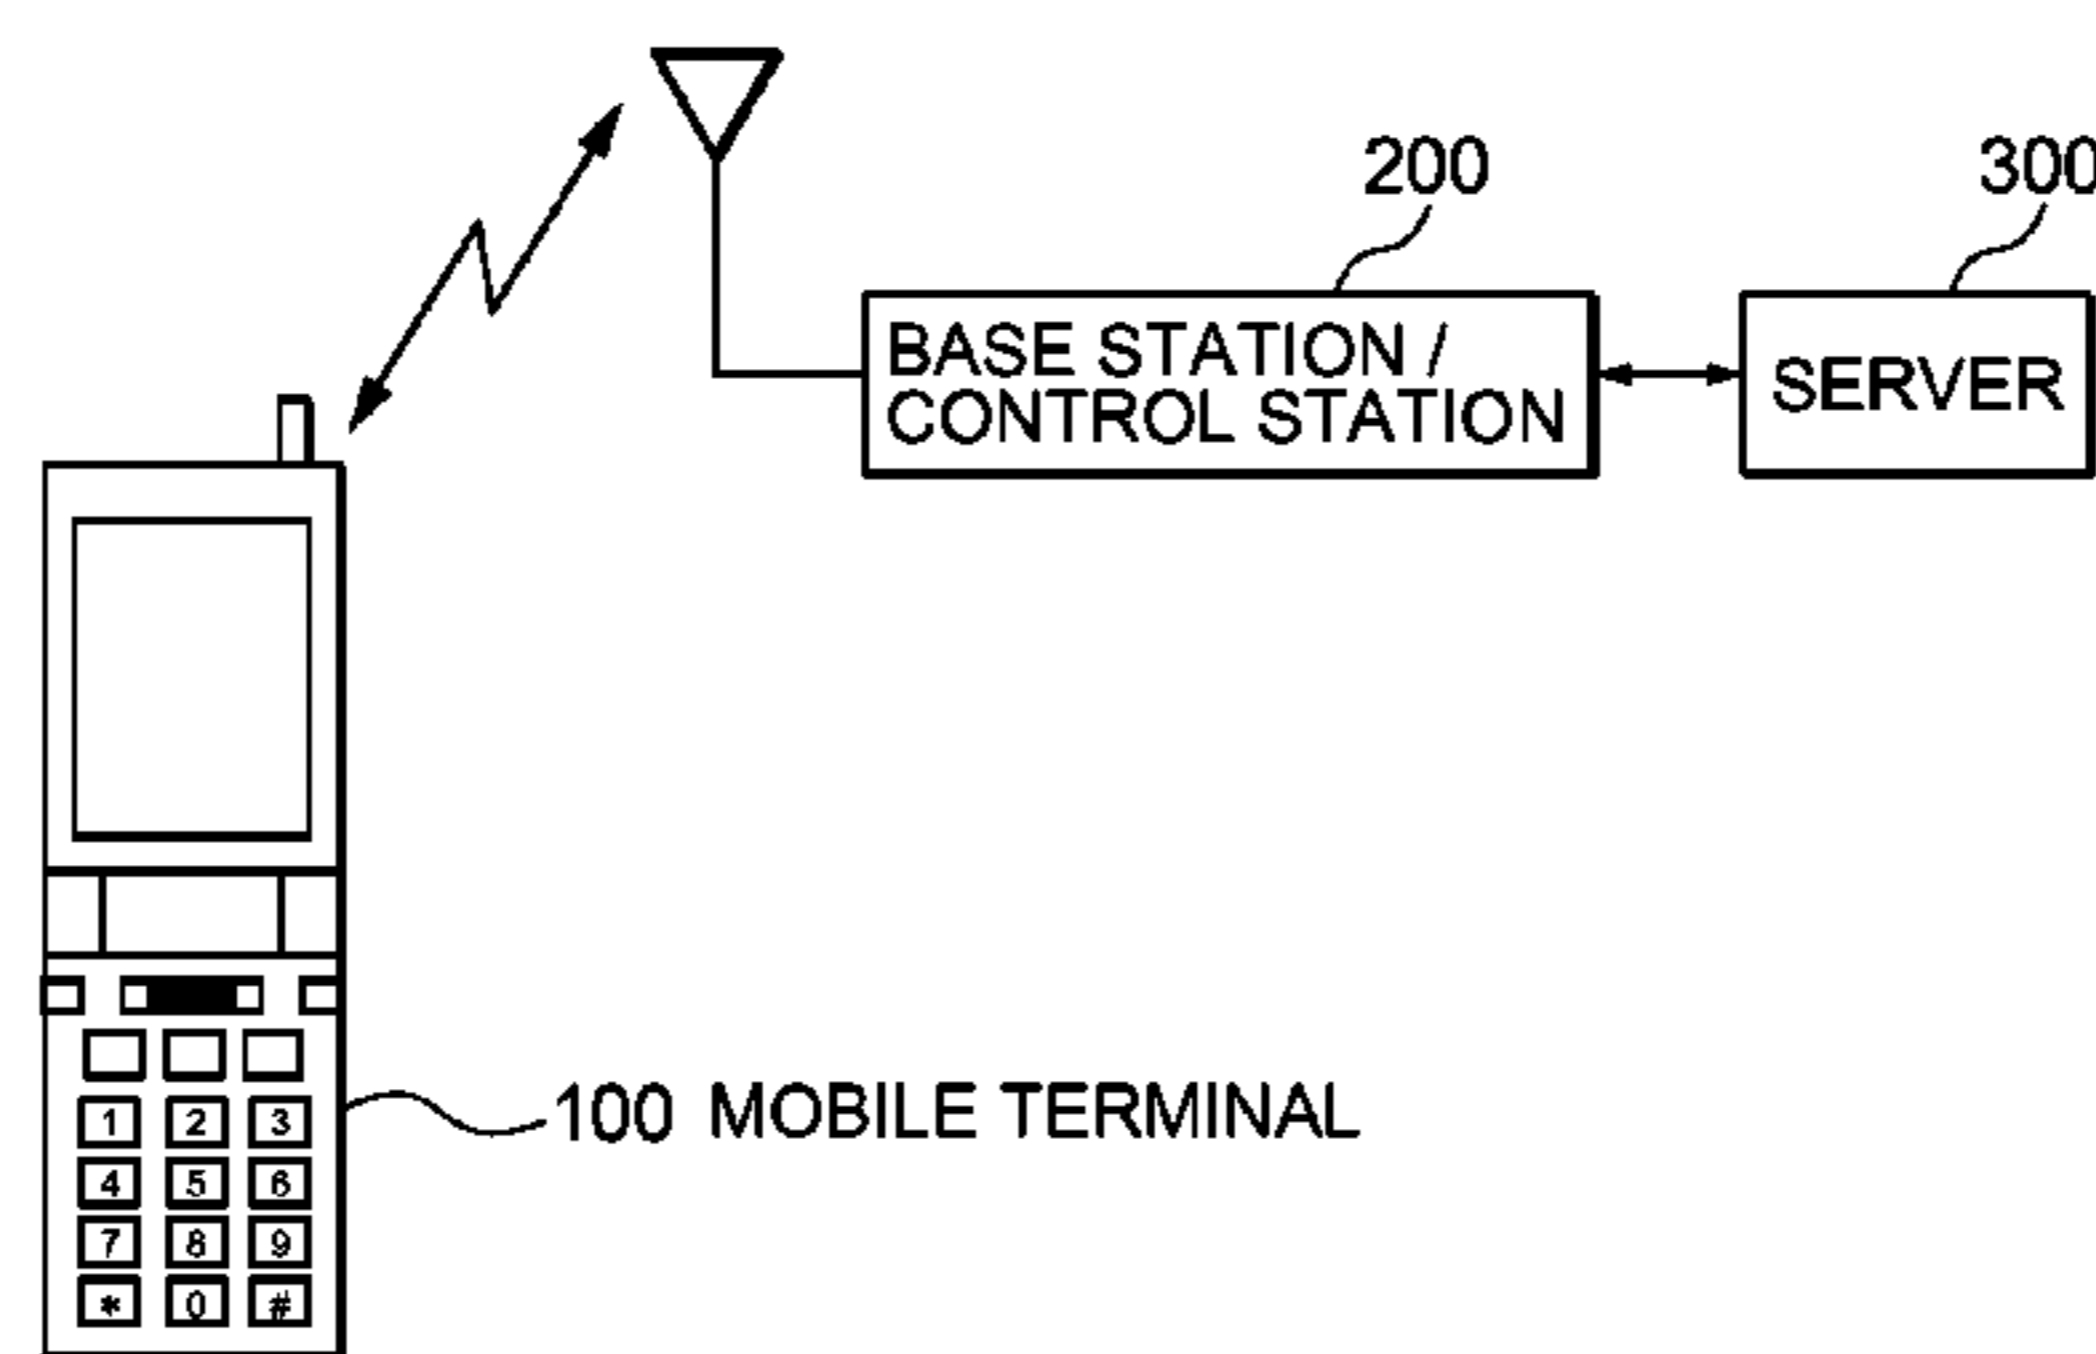 200
300
BASE STATION /
CONTROL STATION
SERVER
100 MOBILE TERMINAL
1 2 3
4 5 6
7 8 9
* 0 #